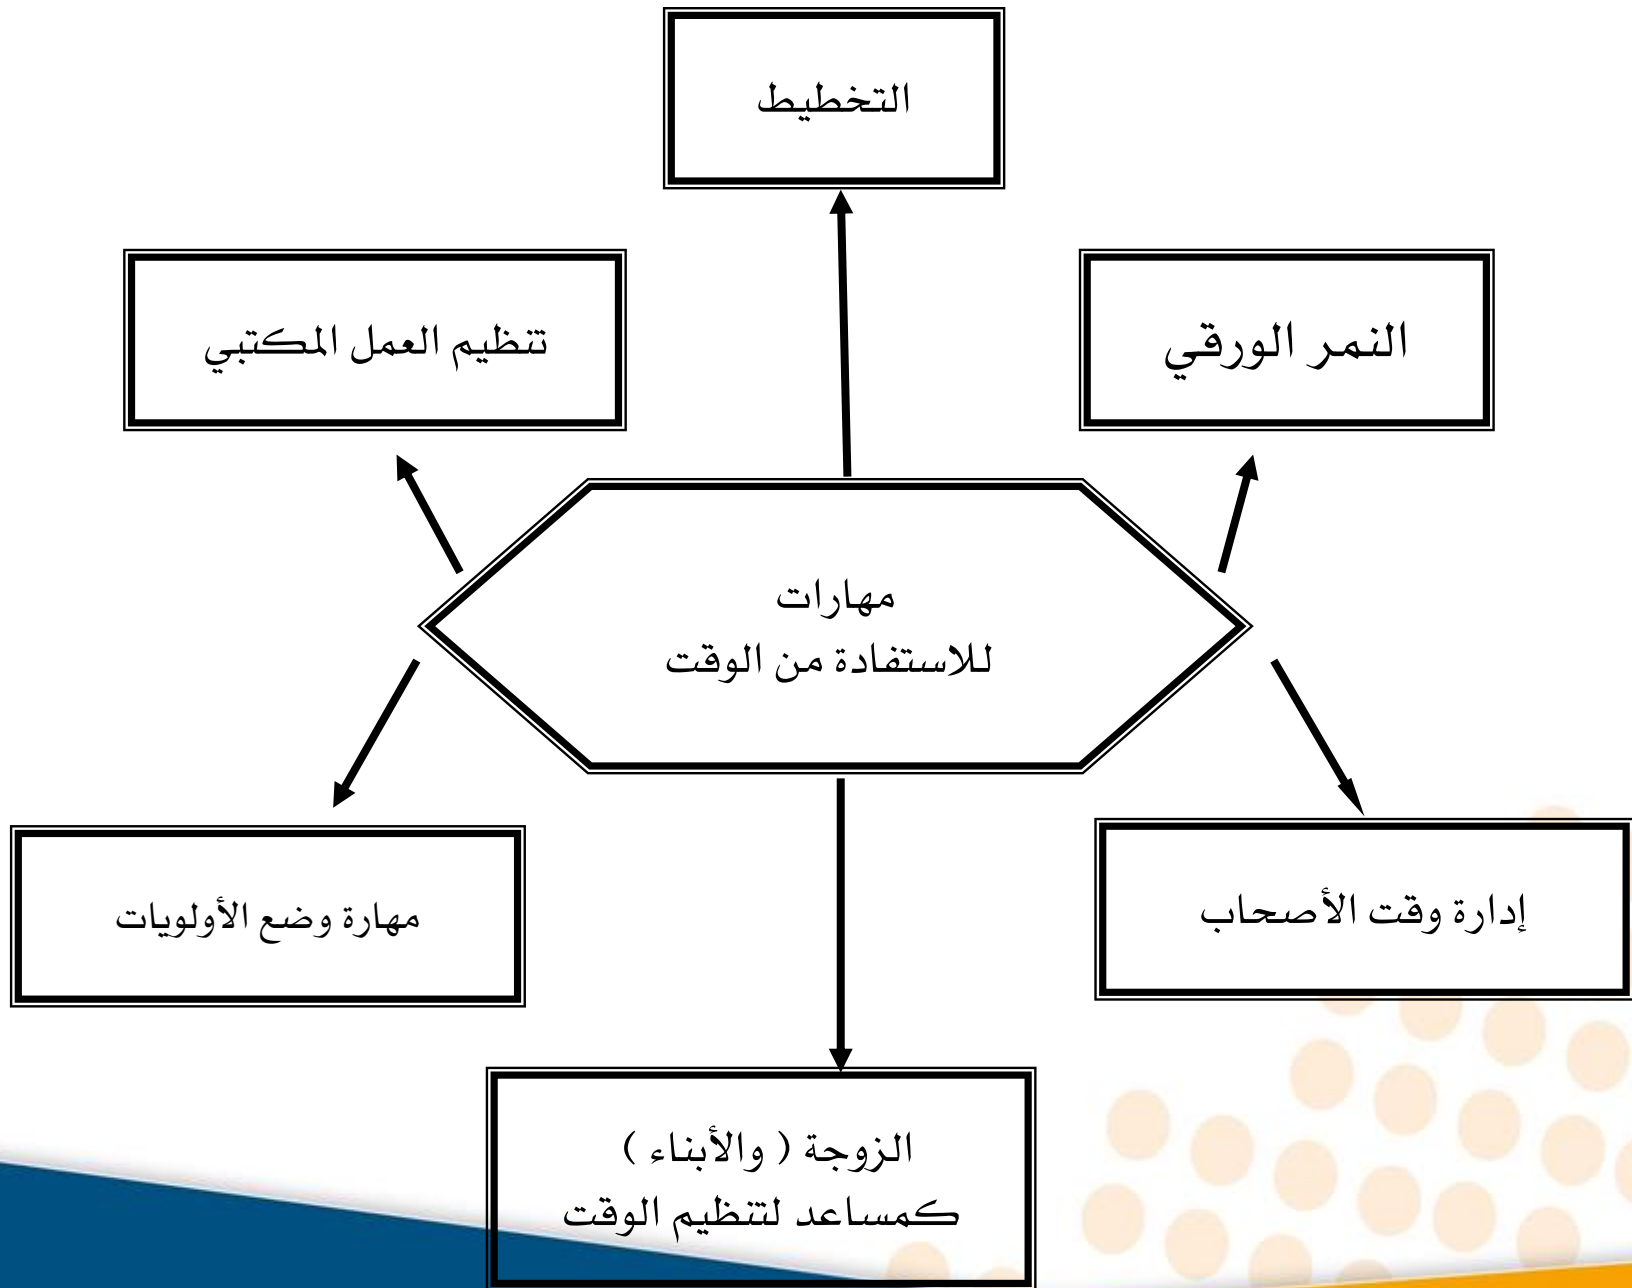 التخطيط
النمر الورقي
تنظيم العمل المكتبي
مهارات
للاستفادة من الوقت
إدارة وقت الأصحاب
مهارة وضع الأولويات
الزوجة ( والأبناء )
كمساعد لتنظيم الوقت